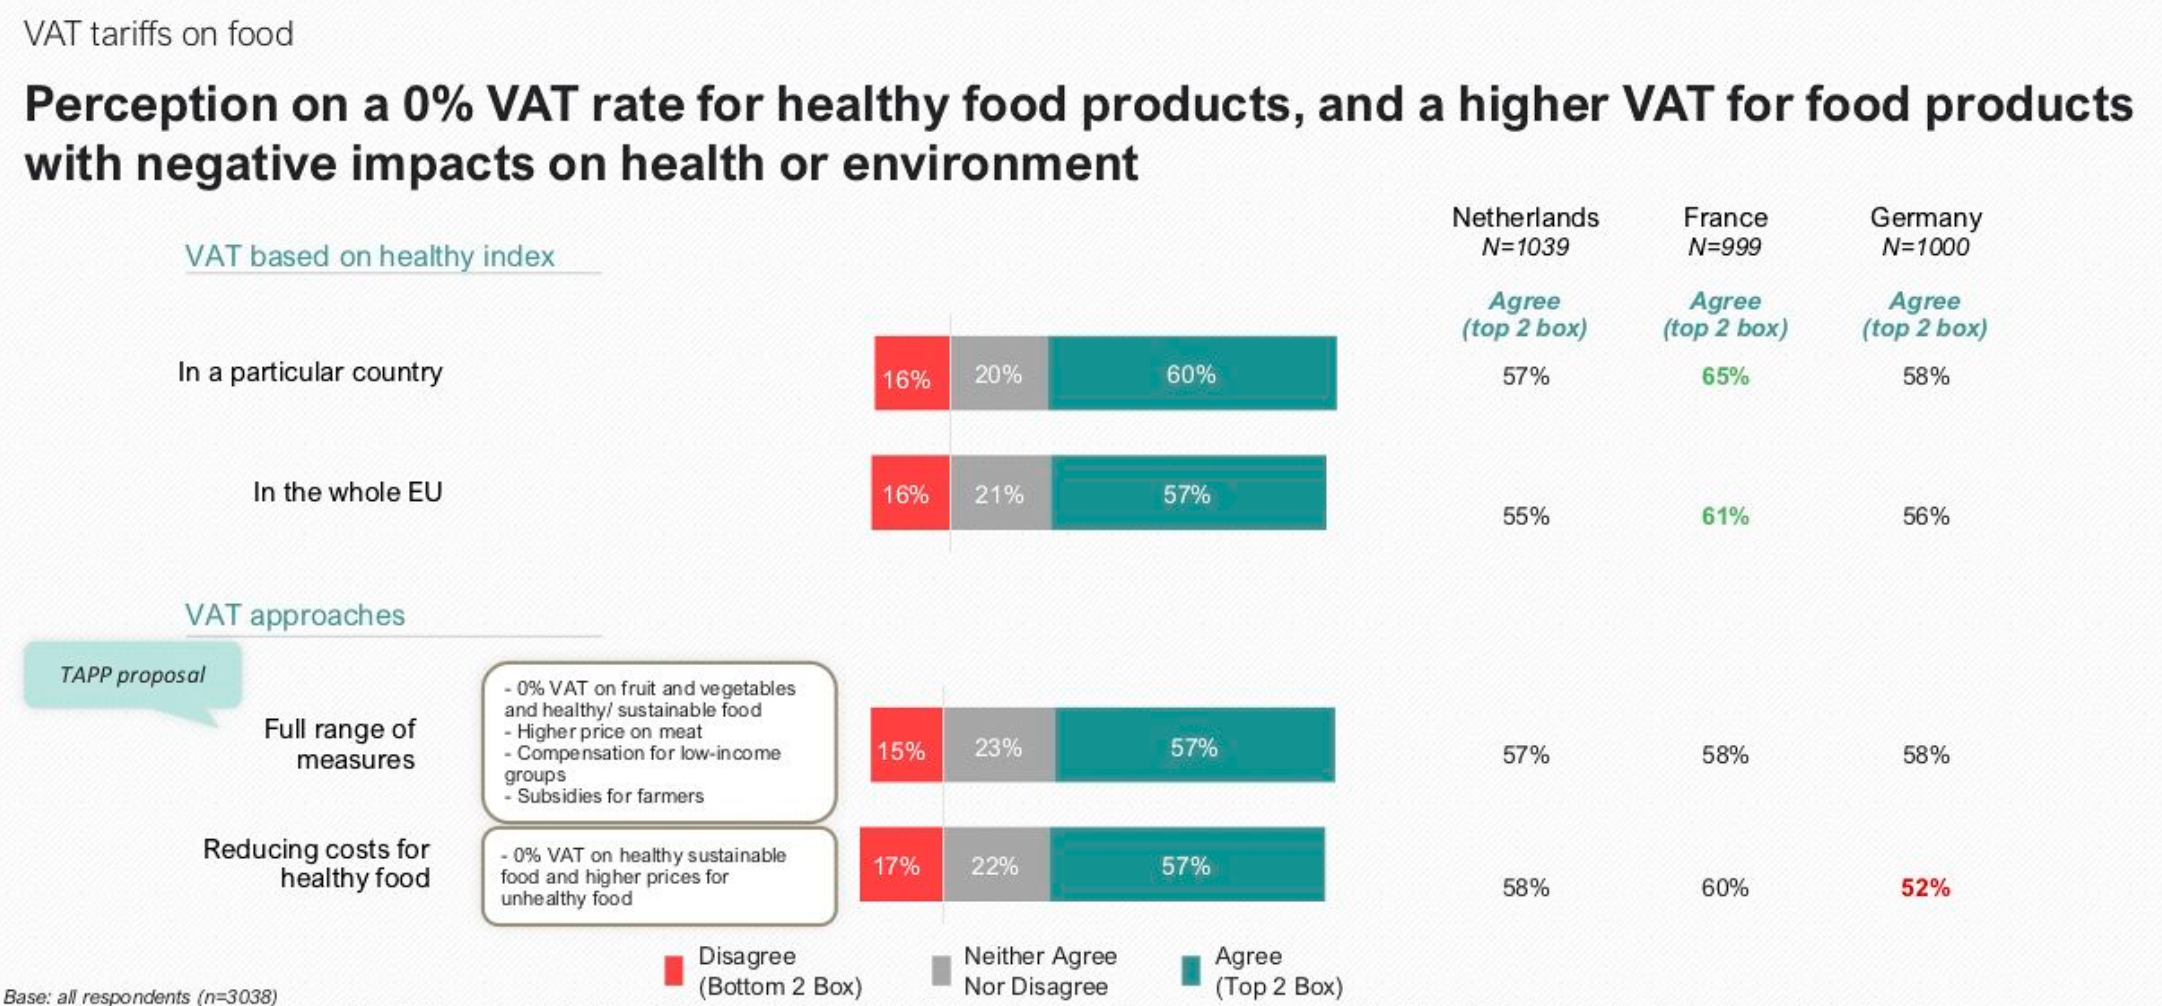 VAT tariffs on food
Perception on a 0% VAT rate for healthy food products, and a higher VAT for food products
with negative impacts on health or environment
Netherlands France Germany
N=1039 N=999 N=1000
VAT based on healthy index
Agree Agree Agree
(top 2 box) (top 2 box) (top 2 box)
In a particular country 16% 20% 60% 57% 65% 58%
In the whole EU 16% 21% 57% 55% 61% 56%
VAT approaches
TAPP proposal
Full range of
measures
- 0% VAT on fruit and vegetables
and healthy/ sustainable food
- Higher price on meat
- Compensation for low-income
groups
- Subsidies for farmers
15% 23% 57% 57% 58% 58%
Reducing costs for
healthy food
- 0% VAT on healthy sustainable
food and higher prices for
unhealthy food
17% 22% 57% 58% 60% 52%
Disagree
(Bottom 2 Box)
Neither Agree
Nor Disagree
Agree
(Top 2 Box)
Base: all respondents (n=3038)